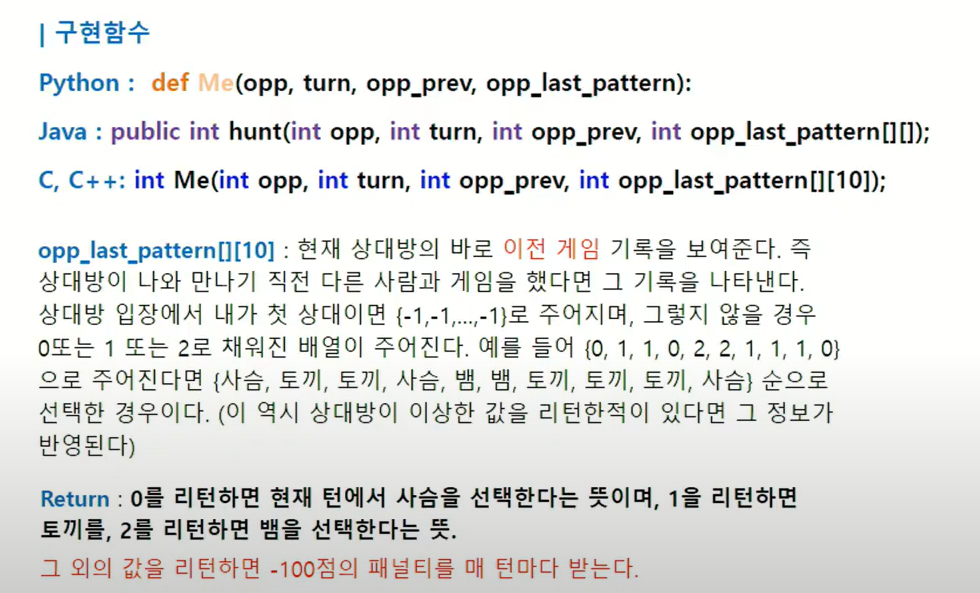 | 구현함수
Python : def Me(opp, turn, opp_prev, opp_last_pattern):
Java : public int hunt(int opp, int turn, int opp_prev, int opp_last_pattern[][]);
C, C++: int Me(int opp, int turn, int opp_prev, int opp_last_pattern[][10]);
opp_last_pattern[][10] : 현재 상대방의 바로 이전 게임 기록을 보여준다. 즉
상대방이 나와 만나기 직전 다른 사람과 게임을 했다면 그 기록을 나타낸다.
상대방 입장에서 내가 첫 상대이면 {-1,-1,...,-1}로 주어지며, 그렇지 않을 경우
0또는 1 또는 2로 채워진 배열이 주어진다. 예를 들어 {0, 1, 1, 0, 2, 2, 1, 1, 1, 0}
으로 주어진다면 {사슴, 토끼, 토끼, 사슴, 뱀, 뱀, 토끼, 토끼, 토끼, 사슴} 순으로
선택한 경우이다. (이 역시 상대방이 이상한 값을 리턴한적이 있다면 그 정보가
반영된다)
Return : 0를 리턴하면 현재 턴에서 사슴을 선택한다는 뜻이며, 1을 리턴하면
토끼를, 2를 리턴하면 뱀을 선택한다는 뜻.
그 외의 값을 리턴하면 -100점의 패널티를 매 턴마다 받는다.